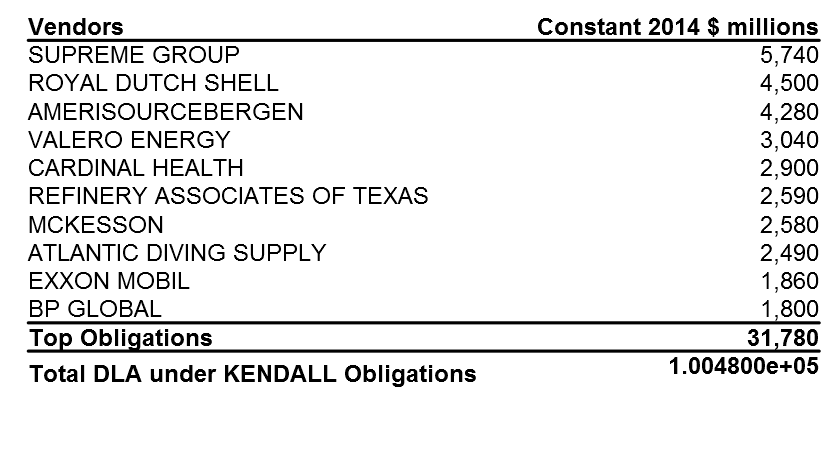 Vendors Constant 2014 $ millions
SUPREME GROUP 5,740
ROYAL DUTCH SHELL 4,500
AMERISOURCEBERGEN 4,280
VALERO ENERGY 3,040
CARDINAL HEALTH 2,900
REFINERY ASSOCIATES OF TEXAS 2,590
MCKESSON 2,580
ATLANTIC DIVING SUPPLY 2,490
EXXON MOBIL 1,860
BP GLOBAL 1,800
Top Obligations 31,780
Total DLA under KENDALL Obligations 1.004800e+05